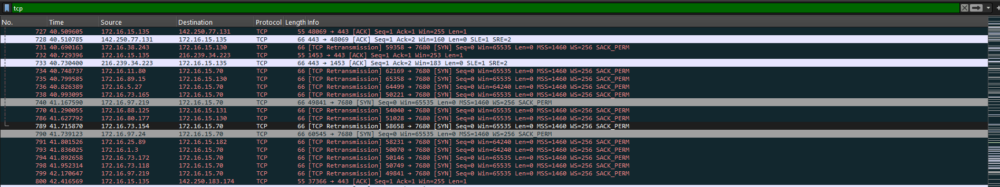 tcp
No. Time Source Destination Protocol Length Info
727 40.509605 172.16.15.135 142.250.77.131 TCP 55 48069 → 443 [ACK] Seq=1 Ack=1 Win=255 Len=1
728 40.510785 142.250.77.131 172.16.15.135 TCP 66 443 → 48069 [ACK] Seq=1 Ack=2 Win=160 Len=0 SLE=1 SRE=2
731 40.690163 172.16.38.243 172.16.15.130 TCP 66 [TCP Retransmission] 59358 → 7680 [SYN] Seq=0 Win=65535 Len=0 MSS=1460 WS=256 SACK_PERM
732 40.729396 172.16.15.135 216.239.34.223 TCP 55 1453 → 443 [ACK] Seq=1 Ack=1 Win=253 Len=1
733 40.730400 216.239.34.223 172.16.15.135 TCP 66 443 → 1453 [ACK] Seq=1 Ack=2 Win=183 Len=0 SLE=1 SRE=2
734 40.748737 172.16.11.80 172.16.15.70 TCP 66 [TCP Retransmission] 62169 → 7680 [SYN] Seq=0 Win=65535 Len=0 MSS=1460 WS=256 SACK_PERM
735 40.799585 172.16.89.15 172.16.15.130 TCP 66 [TCP Retransmission] 65358 → 7680 [SYN] Seq=0 Win=65535 Len=0 MSS=1460 WS=256 SACK_PERM
736 40.826389 172.16.5.27 172.16.15.70 TCP 66 [TCP Retransmission] 64499 → 7680 [SYN] Seq=0 Win=64240 Len=0 MSS=1460 WS=256 SACK_PERM
738 40.993095 172.16.73.165 172.16.15.70 TCP 66 [TCP Retransmission] 50221 → 7680 [SYN] Seq=0 Win=65535 Len=0 MSS=1460 WS=256 SACK_PERM
740 41.167590 172.16.97.219 172.16.15.70 TCP 66 49841 → 7680 [SYN] Seq=0 Win=65535 Len=0 MSS=1460 WS=256 SACK_PERM
770 41.290055 172.16.88.125 172.16.15.131 TCP 66 [TCP Retransmission] 54040 → 7680 [SYN] Seq=0 Win=65535 Len=0 MSS=1460 WS=256 SACK_PERM
786 41.627792 172.16.80.177 172.16.15.130 TCP 66 [TCP Retransmission] 51028 → 7680 [SYN] Seq=0 Win=65535 Len=0 MSS=1460 WS=256 SACK_PERM
789 41.715870 172.16.73.154 172.16.15.70 TCP 66 [TCP Retransmission] 58658 → 7680 [SYN] Seq=0 Win=65535 Len=0 MSS=1460 WS=256 SACK_PERM
790 41.739123 172.16.97.24 172.16.15.70 TCP 66 60545 → 7680 [SYN] Seq=0 Win=65535 Len=0 MSS=1460 WS=256 SACK_PERM
791 41.801526 172.16.25.89 172.16.15.182 TCP 66 [TCP Retransmission] 58231 → 7680 [SYN] Seq=0 Win=64240 Len=0 MSS=1460 WS=256 SACK_PERM
793 41.836025 172.16.1.3 172.16.15.70 TCP 66 [TCP Retransmission] 50070 → 7680 [SYN] Seq=0 Win=64240 Len=0 MSS=1460 WS=256 SACK_PERM
794 41.892658 172.16.73.172 172.16.15.70 TCP 66 [TCP Retransmission] 50146 → 7680 [SYN] Seq=0 Win=65535 Len=0 MSS=1460 WS=256 SACK_PERM
798 41.952314 172.16.73.118 172.16.15.70 TCP 66 [TCP Retransmission] 50749 → 7680 [SYN] Seq=0 Win=65535 Len=0 MSS=1460 WS=256 SACK_PERM
799 42.170647 172.16.97.219 172.16.15.70 TCP 66 [TCP Retransmission] 49841 → 7680 [SYN] Seq=0 Win=65535 Len=0 MSS=1460 WS=256 SACK_PERM
800 42.416569 172.16.15.135 142.250.183.174 TCP 55 37366 → 443 [ACK] Seq=1 Ack=1 Win=255 Len=1